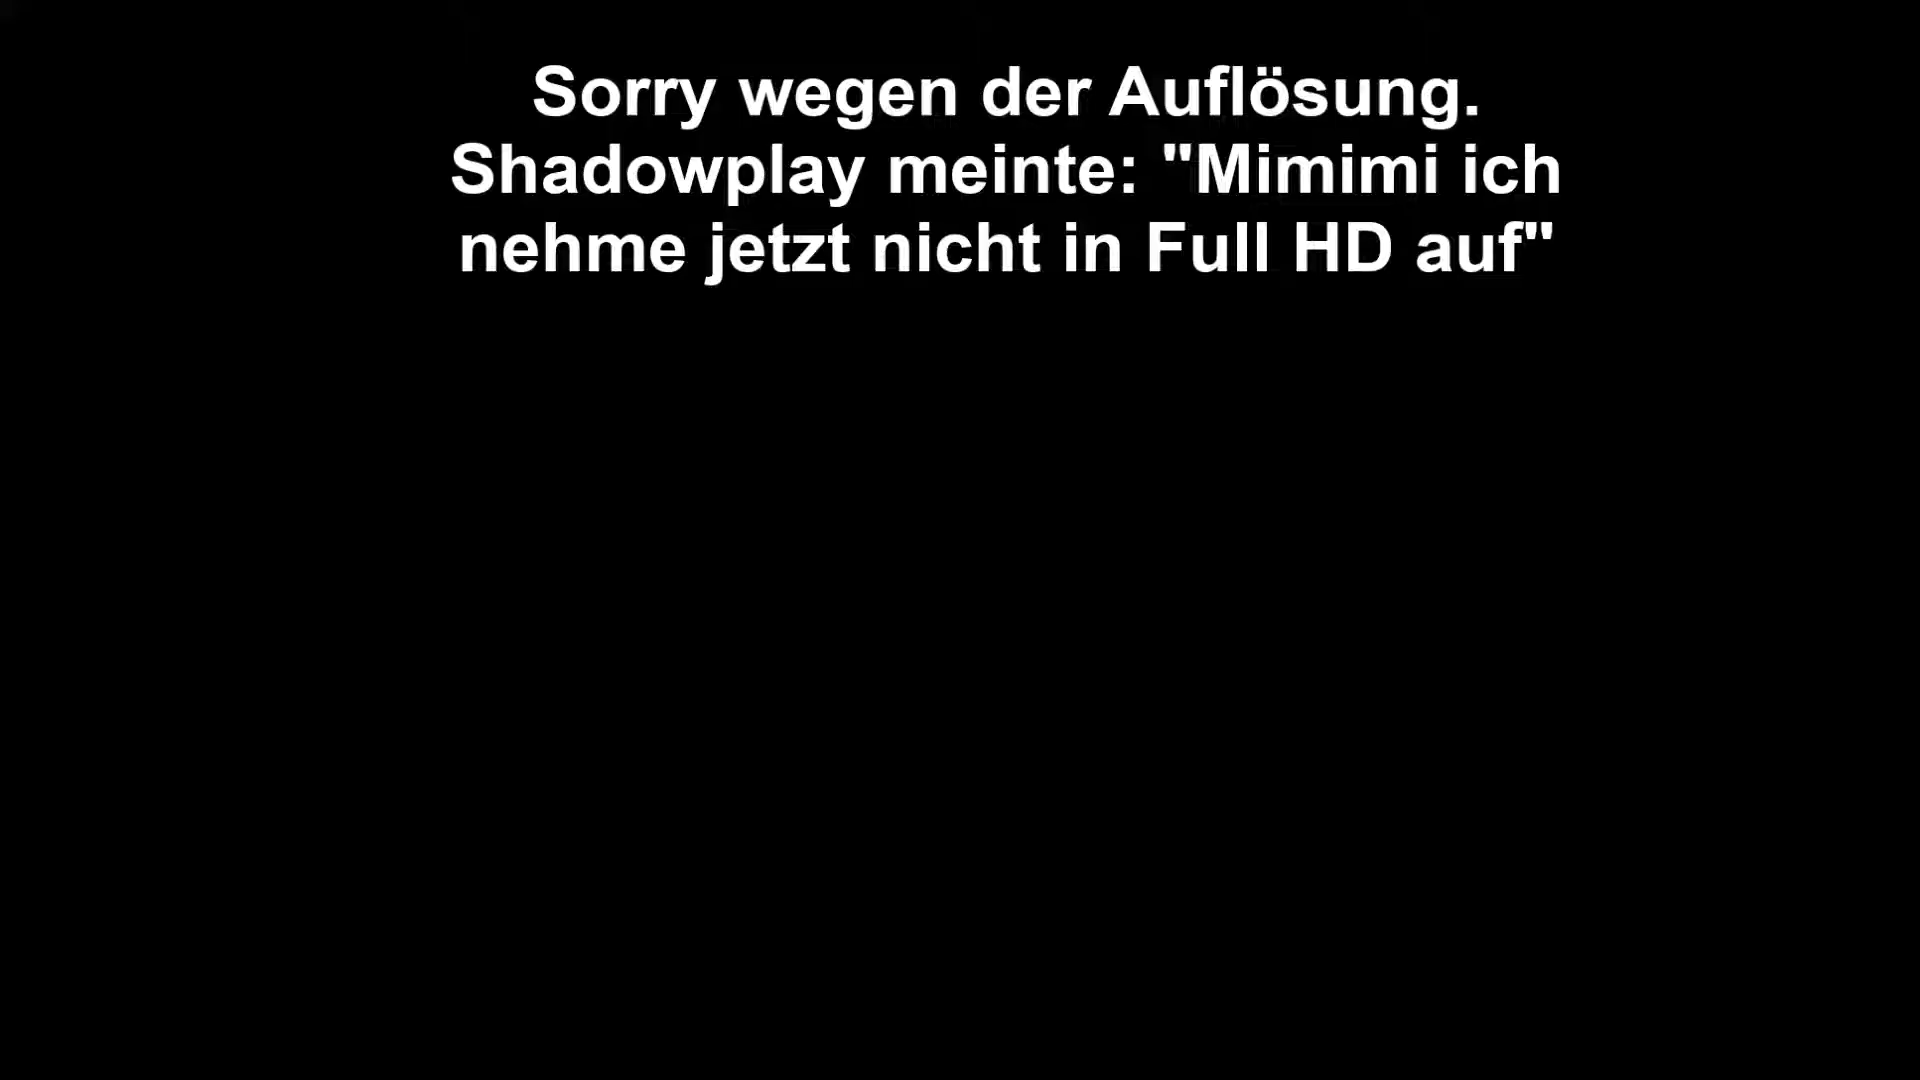 Sorry wegen der Auflösung.
Shadowplay meinte: "Mimimi ich
nehme jetzt nicht in Full HD auf"